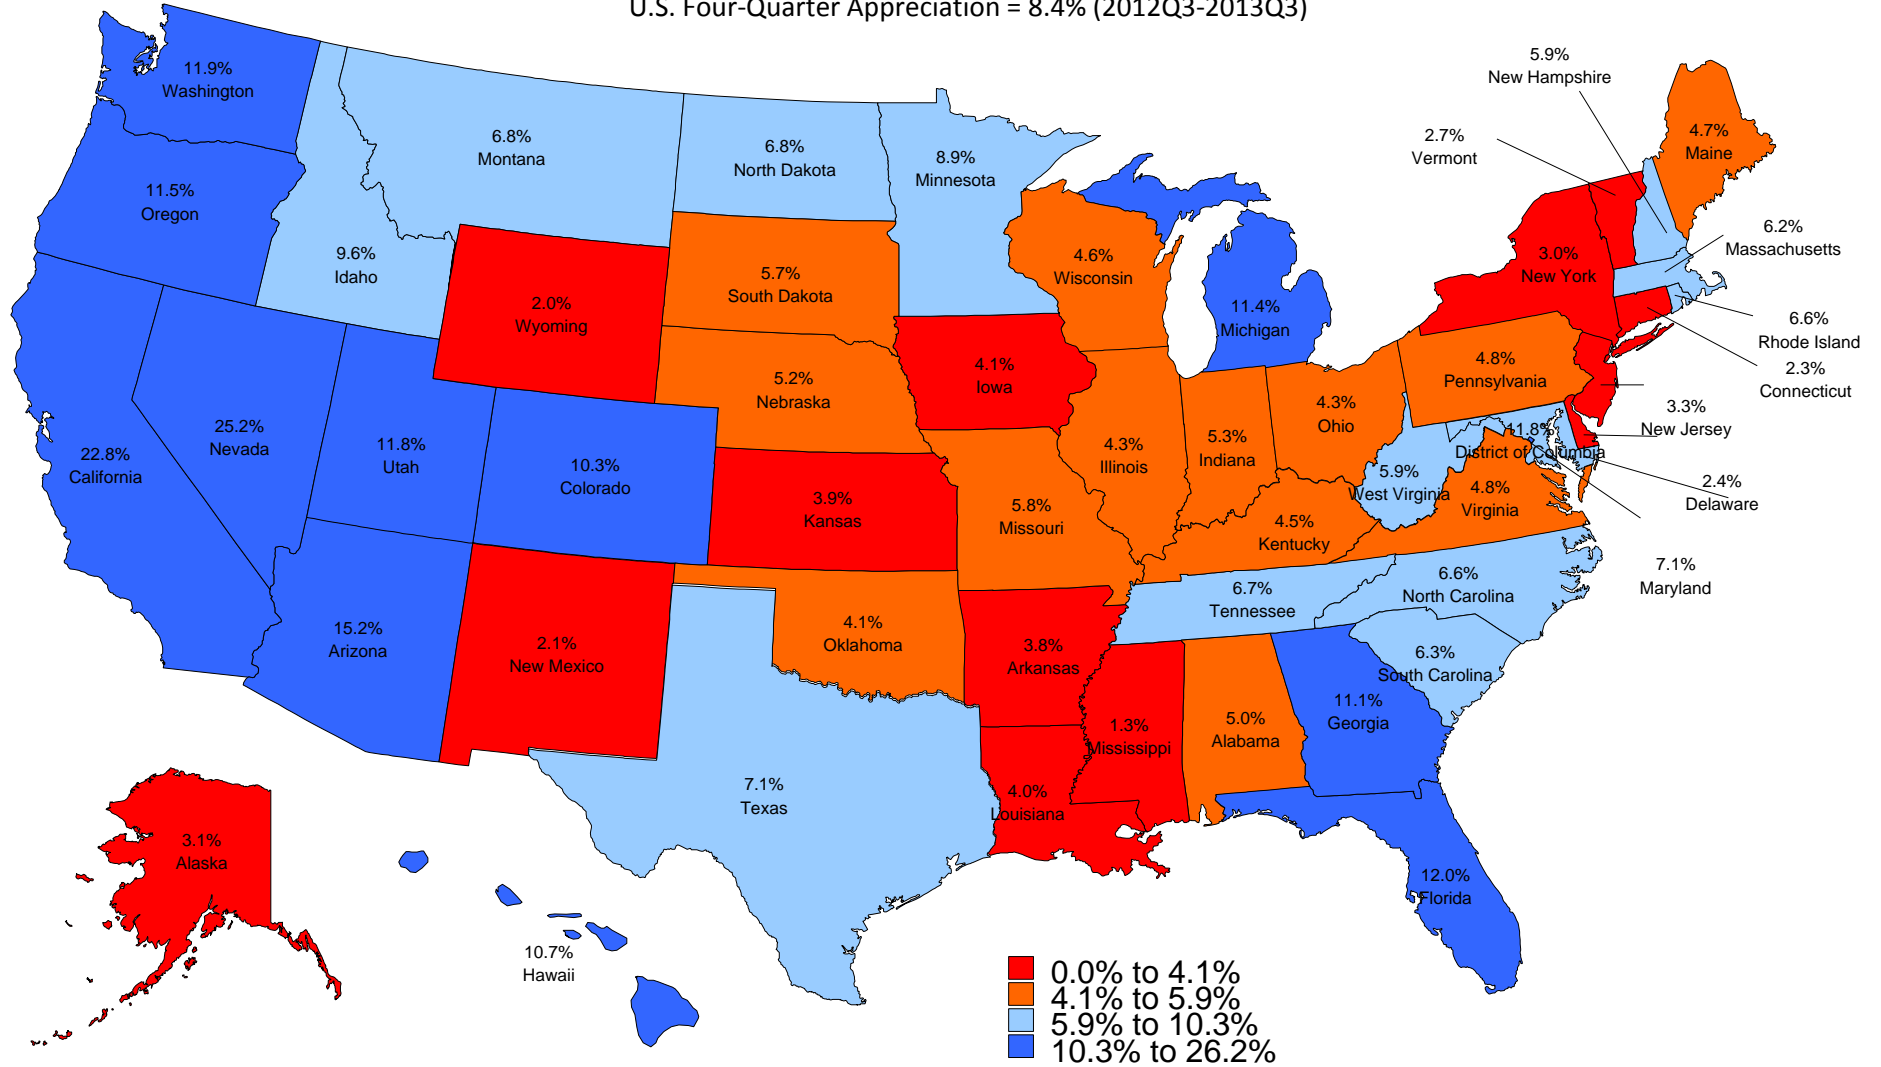 U.S. Four-Quarter Appreciation = 8.4% (2012Q3-2013Q3)
11.9%
Washington
11.5%
Oregon
22.8%
California
25.2%
Nevada
9.6%
Idaho
6.8%
Montana
2.0%
Wyoming
11.8%
Utah
10.3%
Colorado
15.2%
Arizona
2.1%
New Mexico
6.8%
North Dakota
5.7%
South Dakota
5.2%
Nebraska
3.9%
Kansas
4.1%
Oklahoma
7.1%
Texas
8.9%
Minnesota
4.1%
Iowa
5.8%
Missouri
3.8%
Arkansas
4.0%
Louisiana
4.6%
Wisconsin
4.3%
Illinois
11.4%
Michigan
5.3%
Indiana
4.3%
Ohio
4.5%
Kentucky
6.7%
Tennessee
1.3%
Mississippi
5.0%
Alabama
11.1%
Georgia
12.0%
Florida
6.3%
South Carolina
6.6%
North Carolina
4.8%
Virginia
5.9%
West Virginia
11.8%
District of Columbia
4.8%
Pennsylvania
3.0%
New York
2.7%
Vermont
5.9%
New Hampshire
4.7%
Maine
6.2%
Massachusetts
6.6%
Rhode Island
2.3%
Connecticut
3.3%
New Jersey
2.4%
Delaware
7.1%
Maryland
3.1%
Alaska
10.7%
Hawaii
0.0% to 4.1%
4.1% to 5.9%
5.9% to 10.3%
10.3% to 26.2%